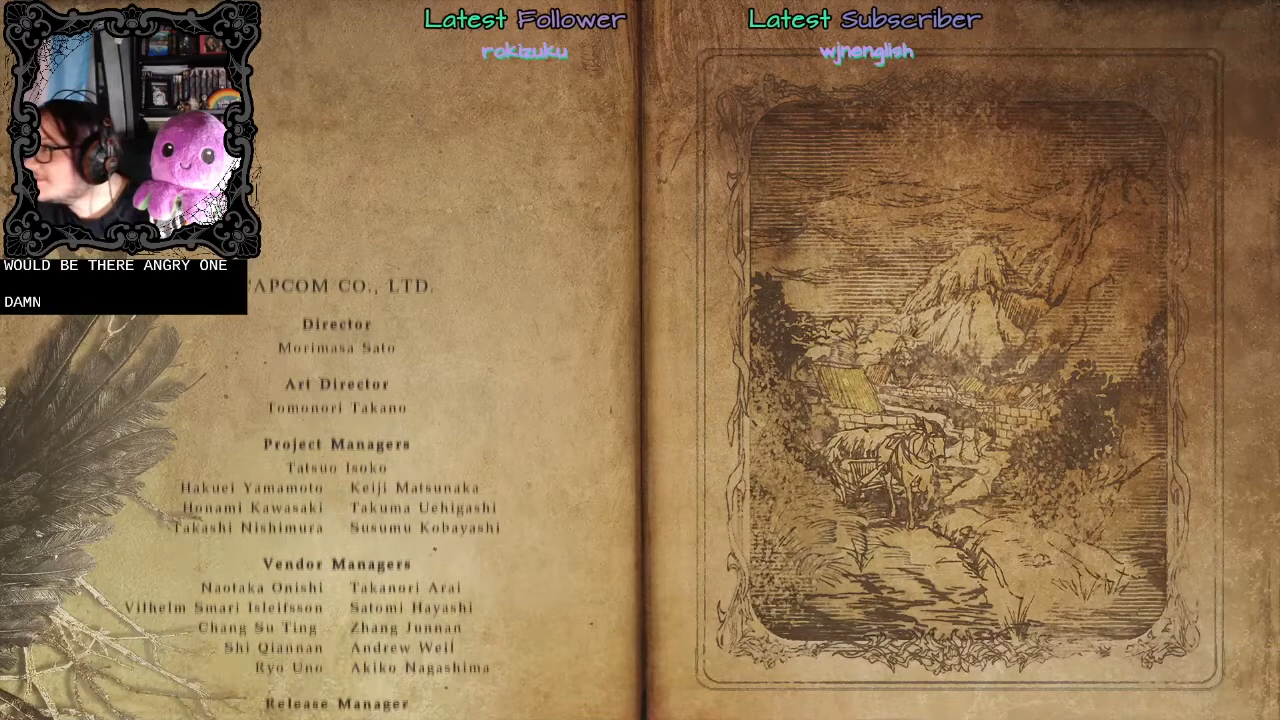 Latest Follower
rokizuku
Latest Subscriber
wjnenglish
WOULD BE THERE ANGRY ONE
DAMN
APCOM CO., LTD.
Director
Morimasa Sato
Art Director
Tomonori Takano
Project Managers
Tatsuo Isoko
Hakuei Yamamoto Keiji Matsunaka
Honami Kawasaki Takuma Uehigashi
Takashi Nishimura Susumu Kobayashi
Vendor Managers
Naotaka Onishi Takanori Arai
Vilhelm Smari Isleifsson Satomi Hayashi
Chang Su Ting Zhang Junnan
Shi Qiannan Andrew Weil
Ryo Uno Akiko Nagashima
Release Manager